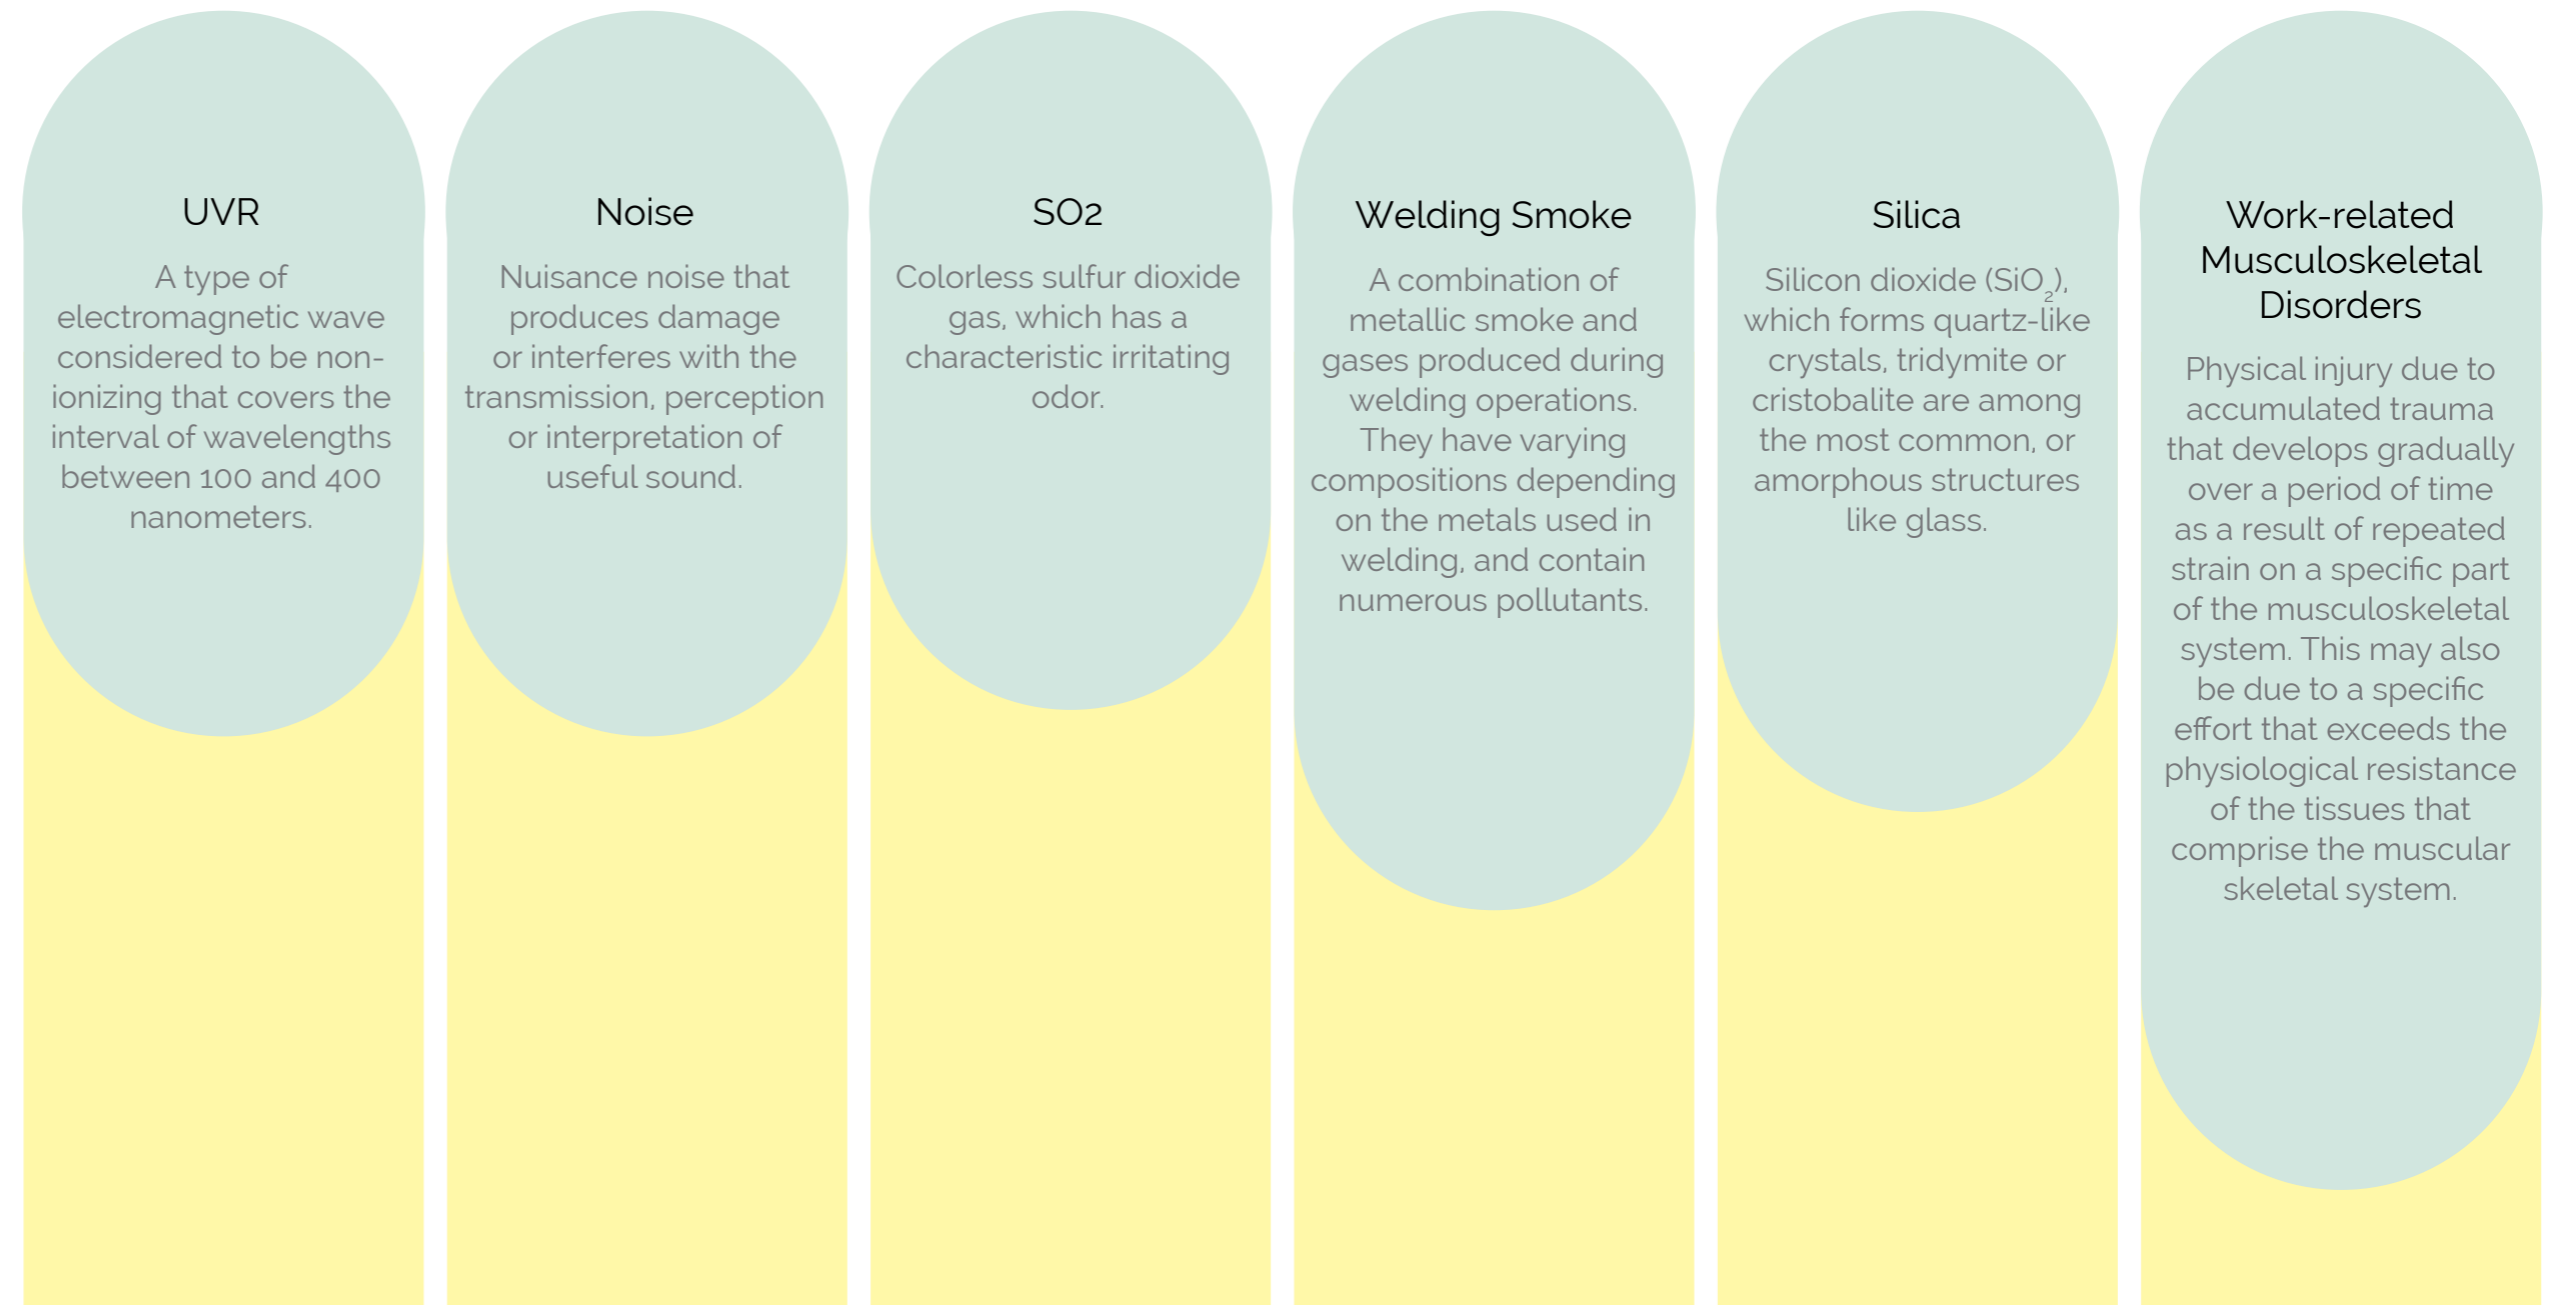 UVR
A type of
electromagnetic wave
considered to be non-
ionizing that covers the
interval of wavelengths
between 100 and 400
nanometers.
Noise
Nuisance noise that
produces damage
or interferes with the
transmission, perception
or interpretation of
useful sound.
SO2
Colorless sulfur dioxide
gas, which has a
characteristic irritating
odor.
Welding Smoke
A combination of
metallic smoke and
gases produced during
welding operations.
They have varying
compositions depending
on the metals used in
welding, and contain
numerous pollutants.
Silica
Silicon dioxide (SiO₂),
which forms quartz-like
crystals, tridymite or
cristobalite are among
the most common, or
amorphous structures
like glass.
Work-related
Musculoskeletal
Disorders
Physical injury due to
accumulated trauma
that develops gradually
over a period of time
as a result of repeated
strain on a specific part
of the musculoskeletal
system. This may also
be due to a specific
effort that exceeds the
physiological resistance
of the tissues that
comprise the muscular
skeletal system.